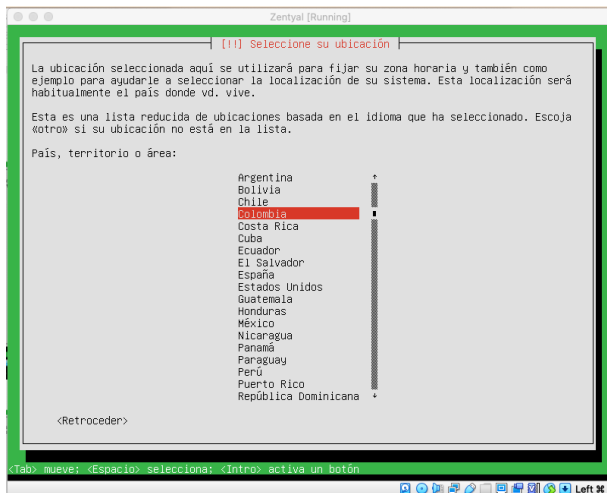 Zentyal [Running]
[!!] Seleccione su ubicación
La ubicación seleccionada aquí se utilizará para fijar su zona horaria y también como
ejemplo para ayudarle a seleccionar la localización de su sistema. Esta localización será
habitualmente el país donde vd. vive.
Esta es una lista reducida de ubicaciones basada en el idioma que ha seleccionado. Escoja
«otro» si su ubicación no está en la lista.
País, territorio o área:
Argentina
Bolivia
Chile
Colombia
Costa Rica
Cuba
Ecuador
El Salvador
España
Estados Unidos
Guatemala
Honduras
México
Nicaragua
Panamá
Paraguay
Perú
Puerto Rico
República Dominicana
<Retroceder>
<Tab> mueve; <Espacio> selecciona; <Intro> activa un botón
Left ⌘